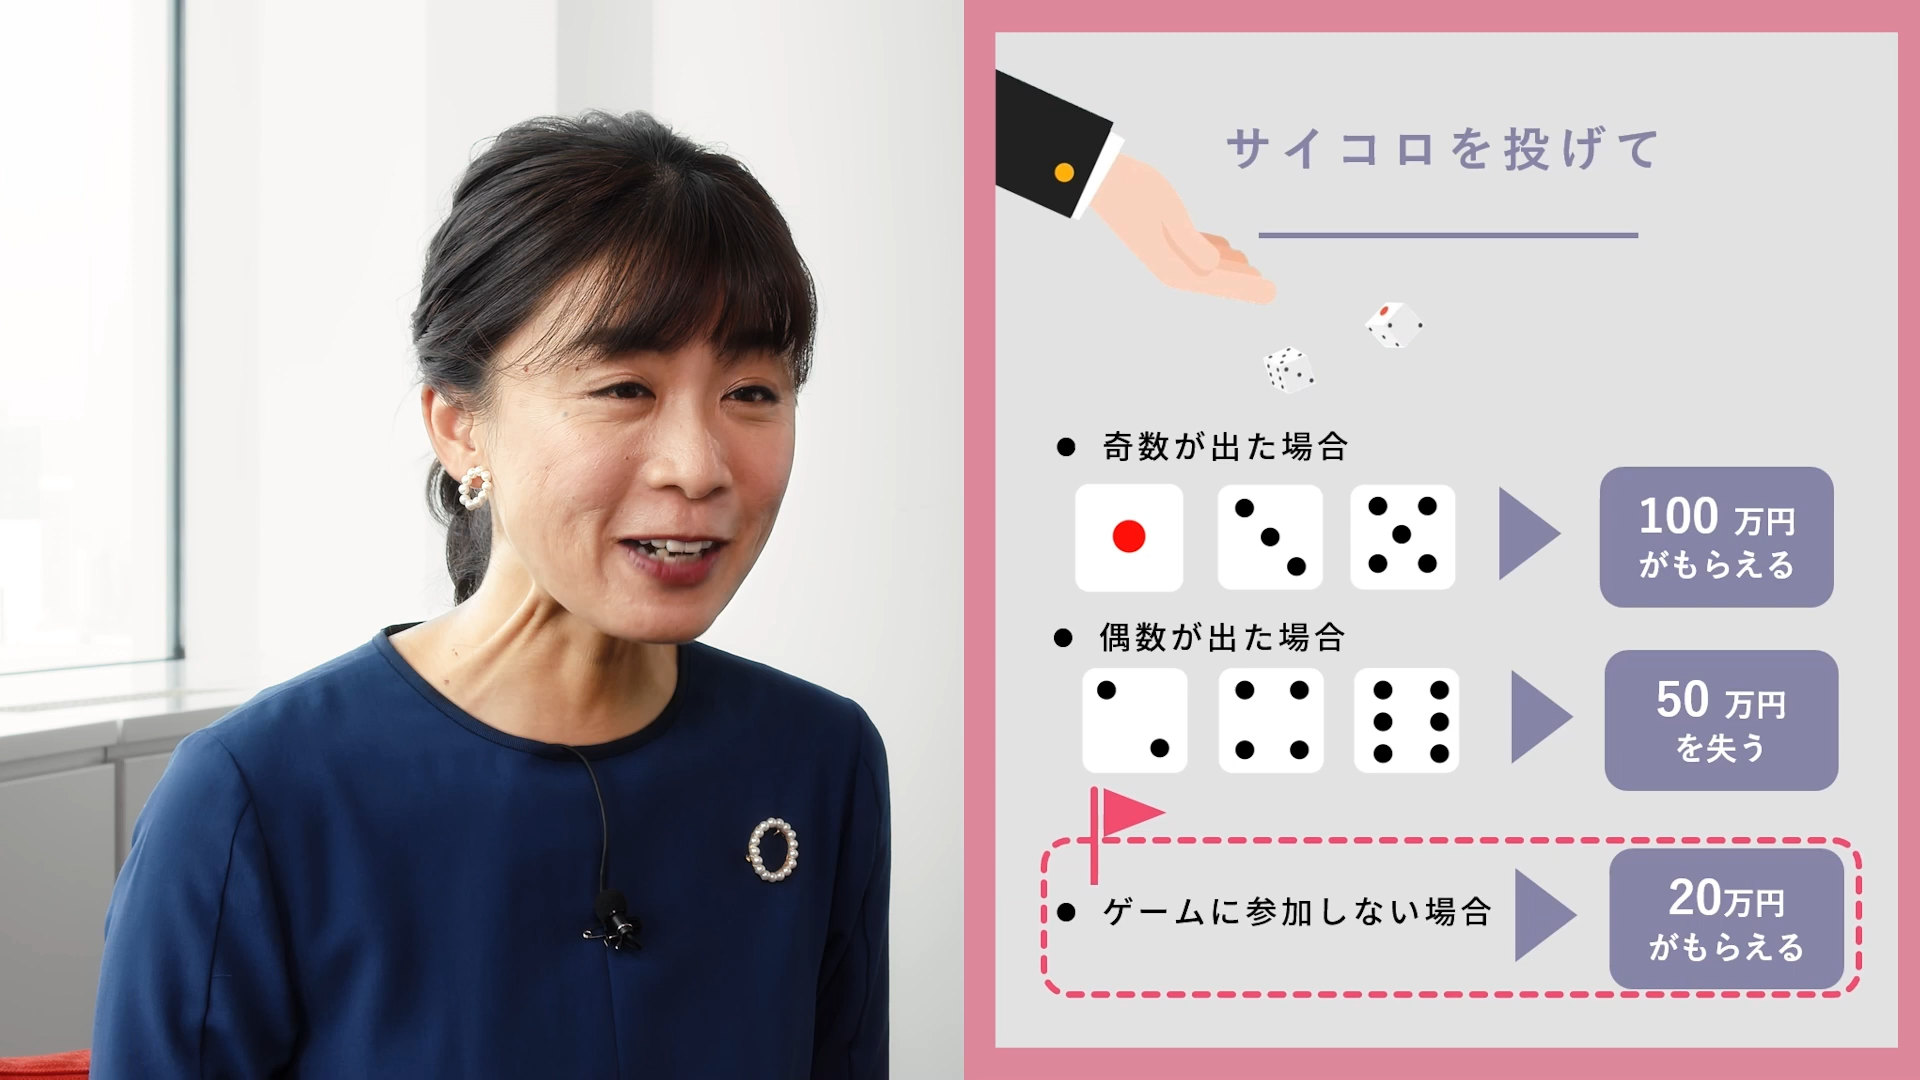 サイコロを投げて
● 奇数が出た場合
100 万円
がもらえる
● 偶数が出た場合
50 万円
を失う
● ゲームに参加しない場合
20万円
がもらえる